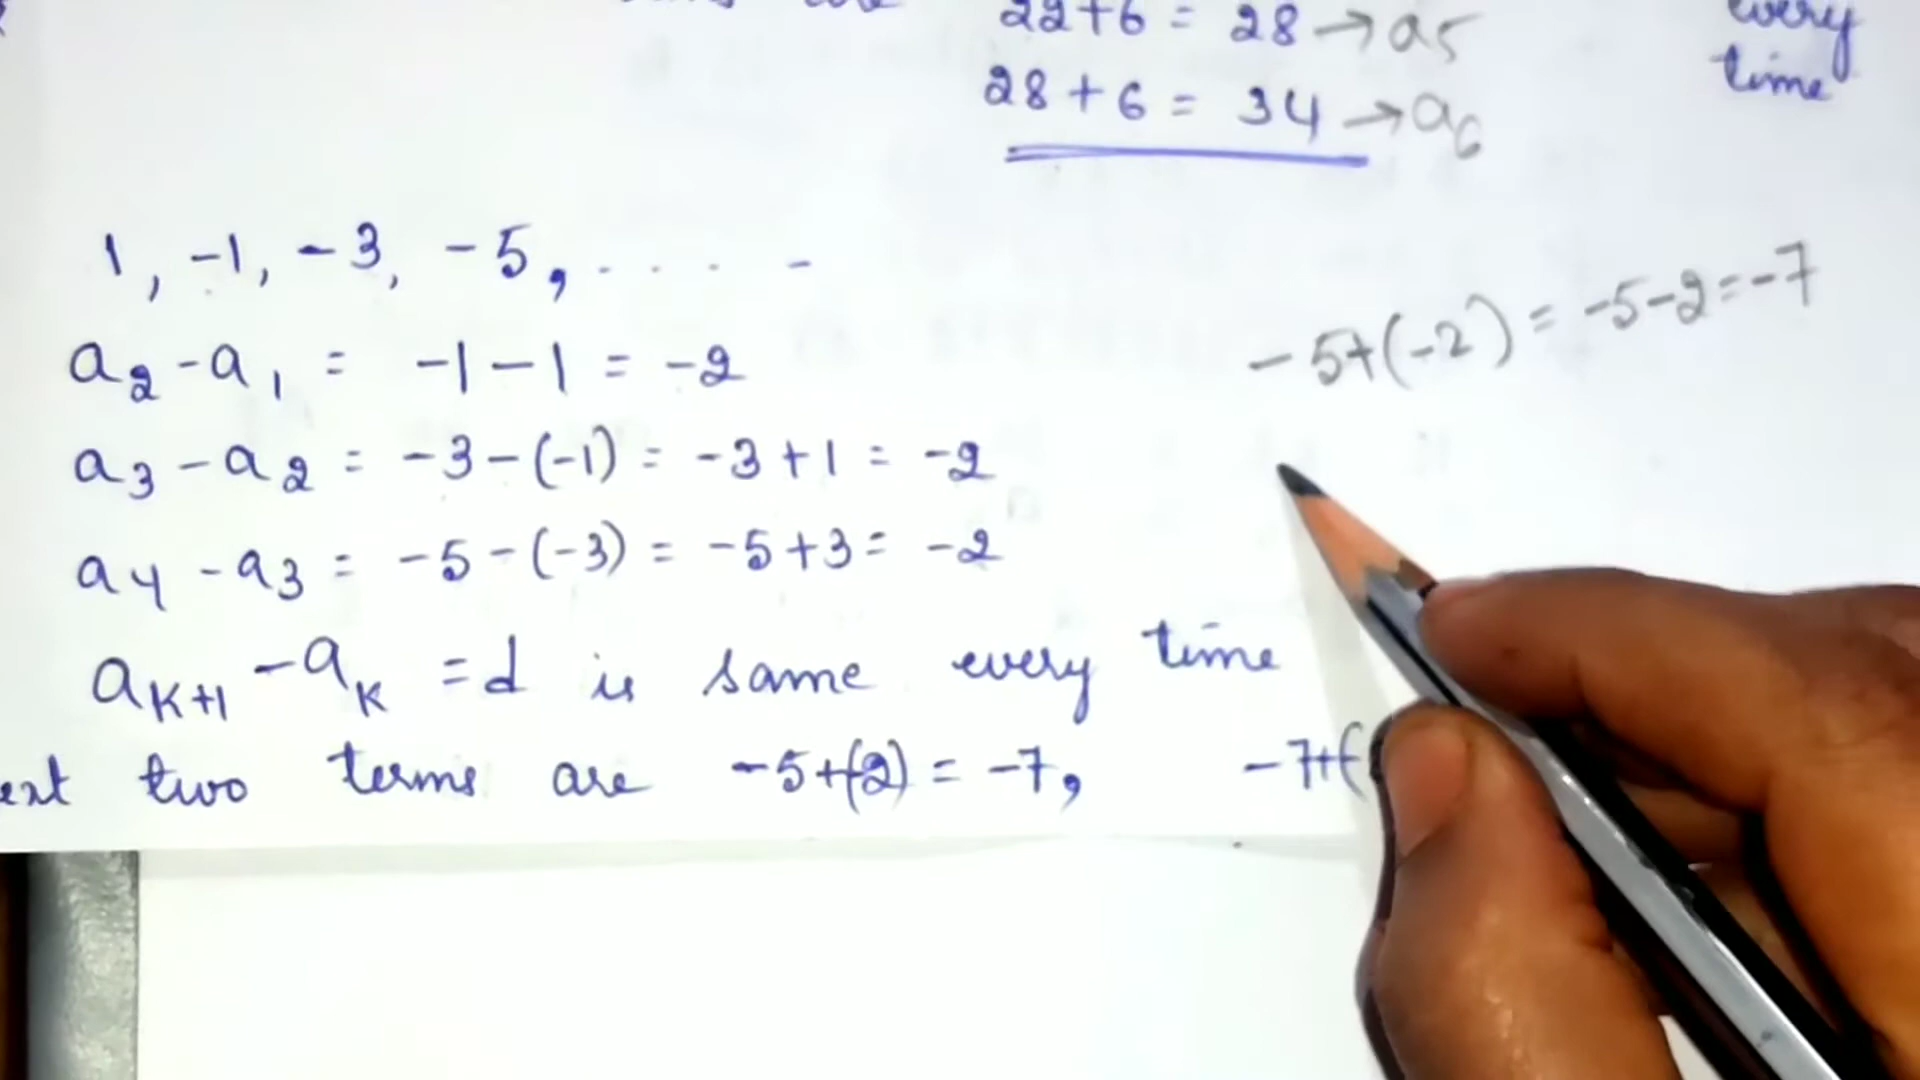 22+6 = 28 → a5
28+6 = 34 → a6
every
time
1, -1, -3, -5, . . . . -
a2 - a1 = -1-1 = -2
a3 - a2 = -3-(-1) = -3+1 = -2
a4 - a3 = -5-(-3) = -5+3 = -2
-5+(-2) = -5-2 = -7
aK+1 - aK = d is same every time
two terms are -5+(-2) = -7, -7+(